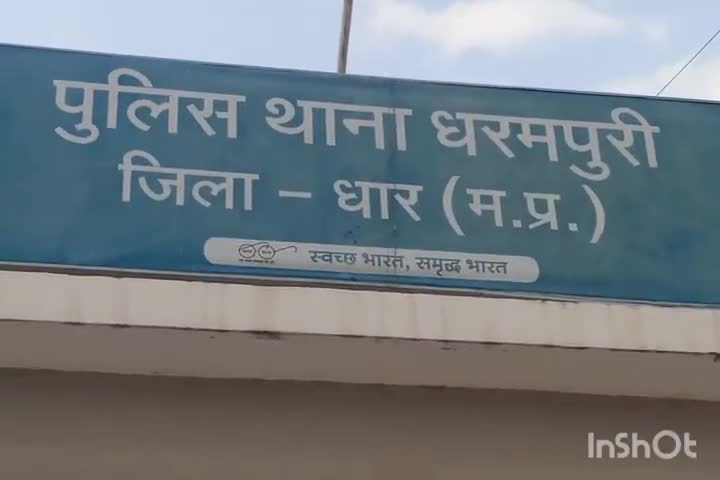 पुलिस थाना धरमपुरी
जिला – धार (म.प्र.)
स्वच्छ भारत, समृद्ध भारत
InShOt